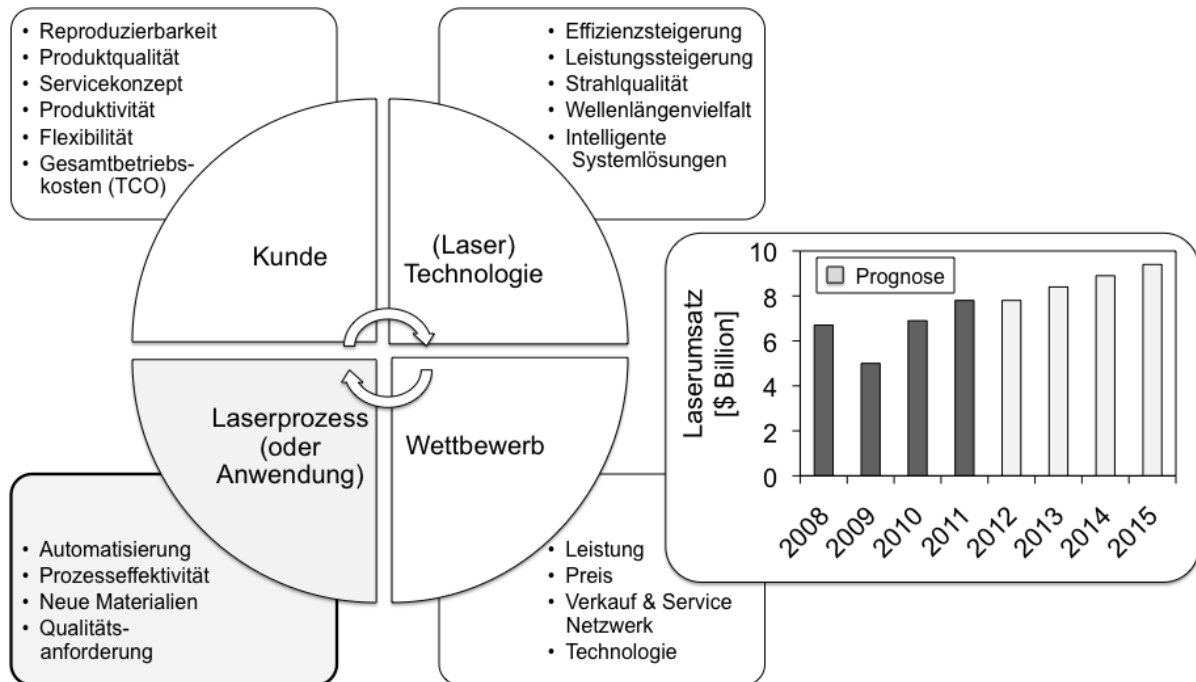 • Reproduzierbarkeit
• Produktqualität
• Servicekonzept
• Produktivität
• Flexibilität
• Gesamtbetriebs-
kosten (TCO)
• Effizienzsteigerung
• Leistungssteigerung
• Strahlqualität
• Wellenlängenvielfalt
• Intelligente
Systemlösungen
Kunde
(Laser)
Technologie
Laserprozess
(oder
Anwendung)
Wettbewerb
• Automatisierung
• Prozesseffektivität
• Neue Materialien
• Qualitäts-
anforderung
• Leistung
• Preis
• Verkauf & Service
Netzwerk
• Technologie
Laserumsatz
[$ Billion]
10
8
6
4
2
0
Prognose
2008
2009
2010
2011
2012
2013
2014
2015